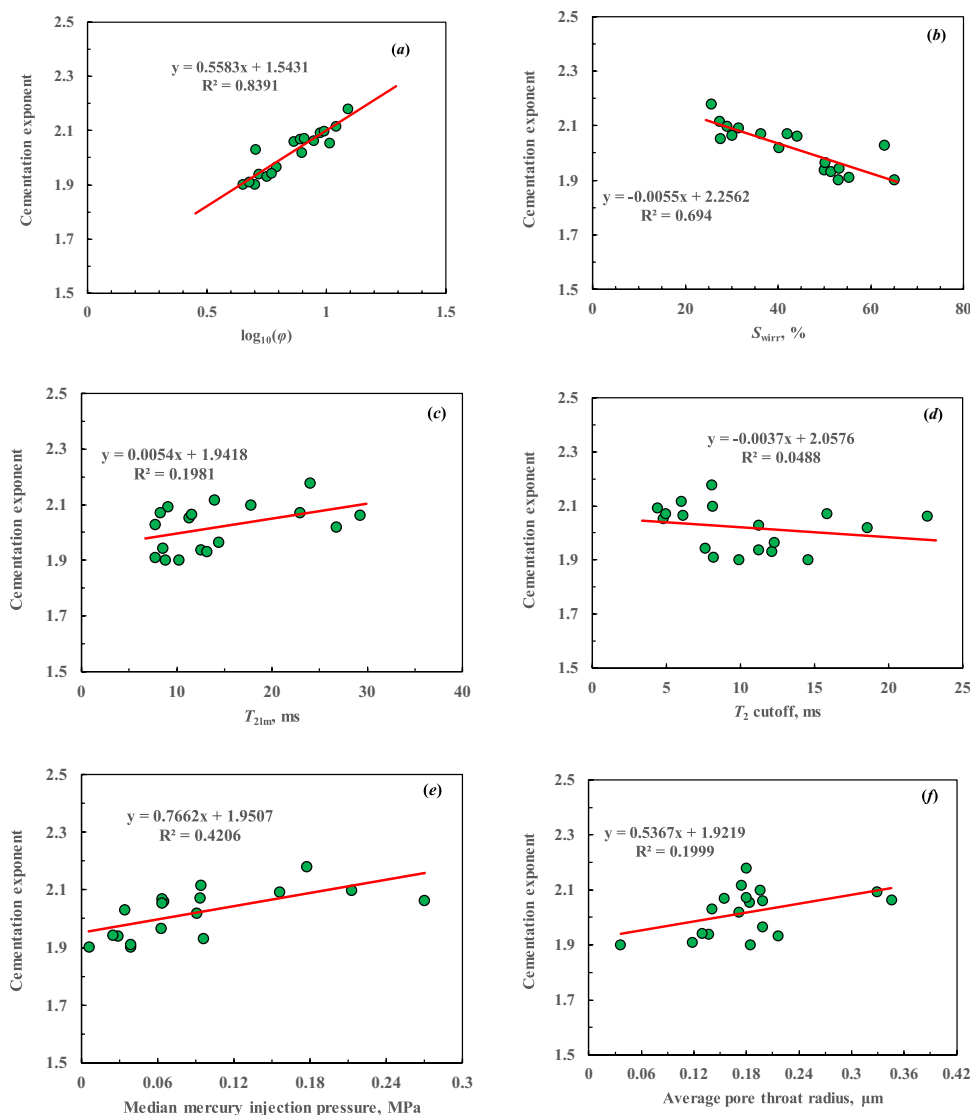 2.5
2.3
2.1
1.9
1.7
1.5
0
0.5
1
1.5
Cementation exponent
log₁₀(φ)
(a)
y = 0.5583x + 1.5431
R² = 0.8391
2.5
2.3
2.1
1.9
1.7
1.5
0
20
40
60
80
Cementation exponent
Swirr, %
(b)
y = -0.0055x + 2.2562
R² = 0.694
2.5
2.3
2.1
1.9
1.7
1.5
0
10
20
30
40
Cementation exponent
T2lm, ms
(c)
y = 0.0054x + 1.9418
R² = 0.1981
2.5
2.3
2.1
1.9
1.7
1.5
0
5
10
15
20
25
Cementation exponent
T2 cutoff, ms
(d)
y = -0.0037x + 2.0576
R² = 0.0488
2.5
2.3
2.1
1.9
1.7
1.5
0
0.06
0.12
0.18
0.24
0.3
Cementation exponent
Median mercury injection pressure, MPa
(e)
y = 0.7662x + 1.9507
R² = 0.4206
2.5
2.3
2.1
1.9
1.7
1.5
0
0.06
0.12
0.18
0.24
0.3
0.36
0.42
Cementation exponent
Average pore throat radius, μm
(f)
y = 0.5367x + 1.9219
R² = 0.1999